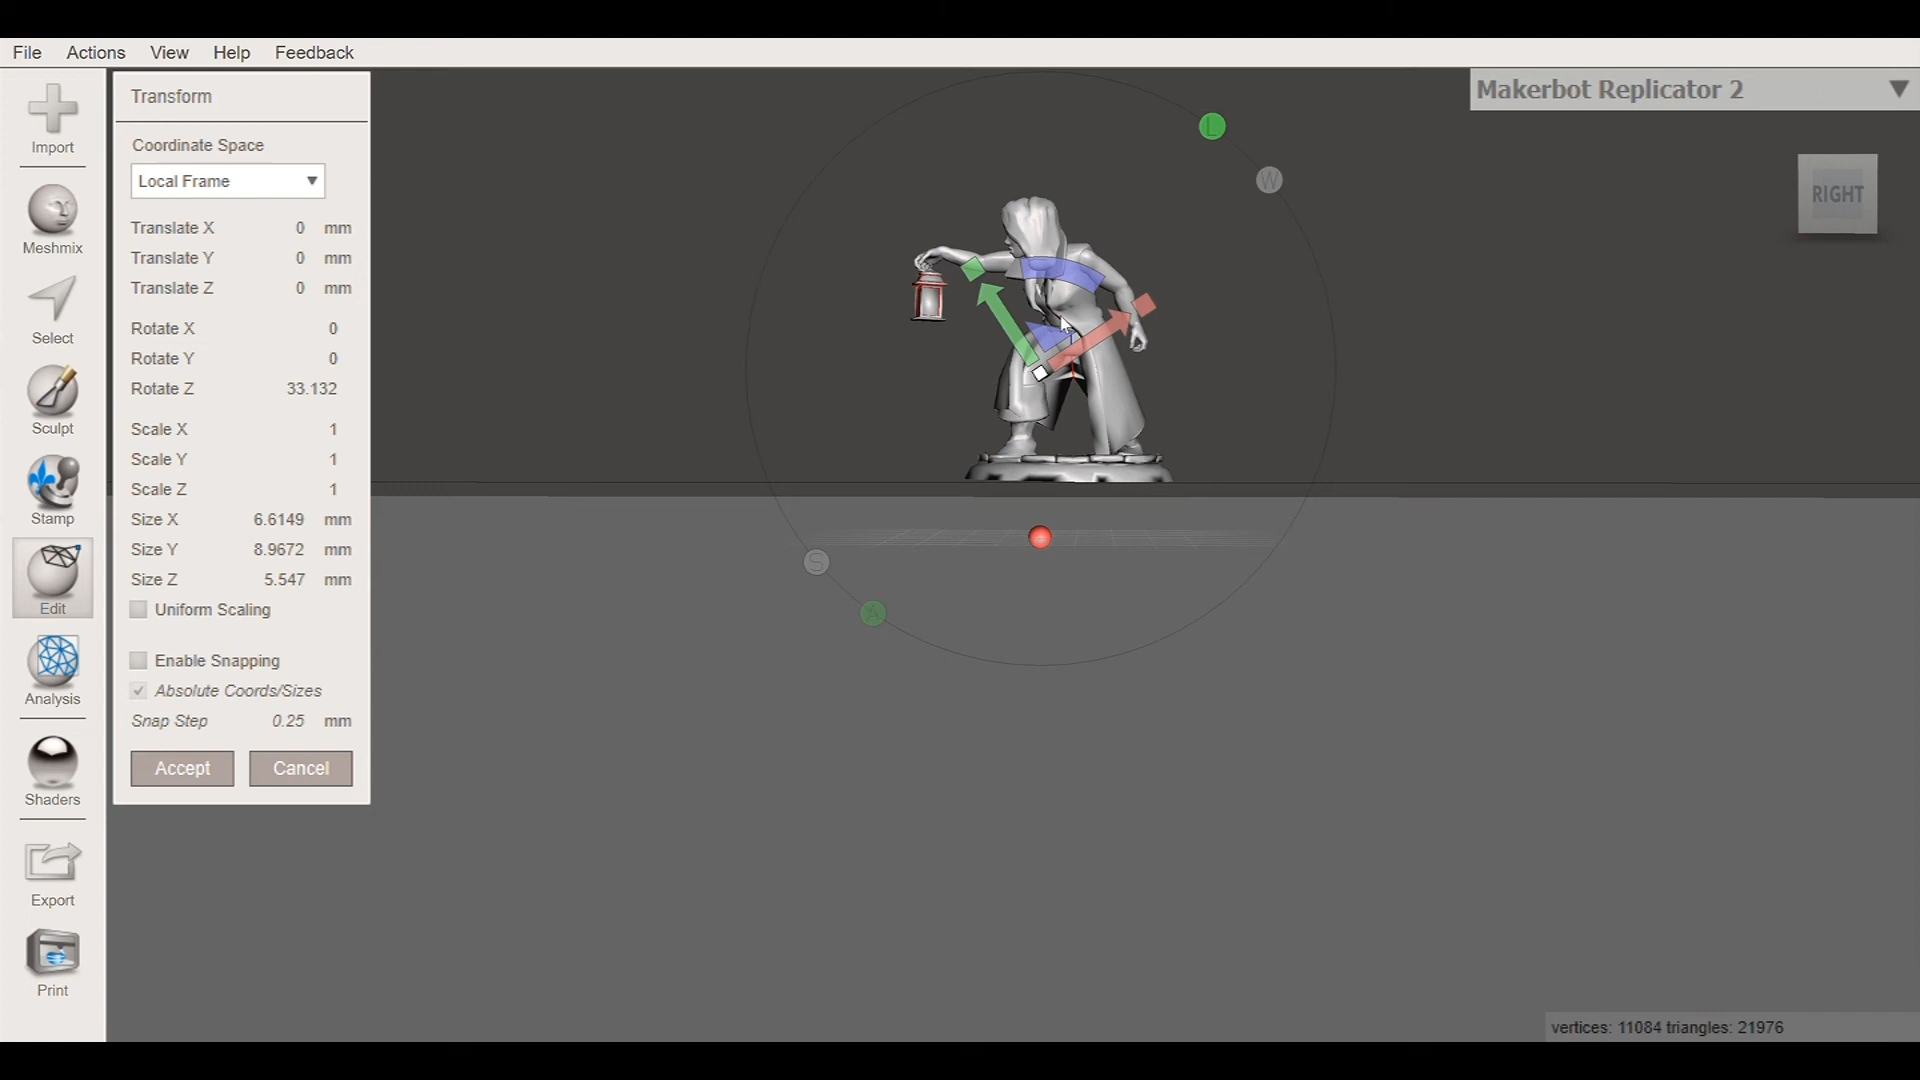 File Actions View Help Feedback
Transform
Makerbot Replicator 2
Import
Coordinate Space
Local Frame
L
W
RIGHT
Translate X 0 mm
Meshmix
Translate Y 0 mm
Translate Z 0 mm
Select
Rotate X 0
Rotate Y 0
Rotate Z 33.132
Sculpt
Scale X 1
Scale Y 1
Scale Z 1
Stamp
Size X 6.6149 mm
Size Y 8.9672 mm
Size Z 5.547 mm
S
Edit
Uniform Scaling
A
Enable Snapping
Analysis
Absolute Coords/Sizes
Snap Step 0.25 mm
Accept Cancel
Shaders
Export
Print
vertices: 11084 triangles: 21976